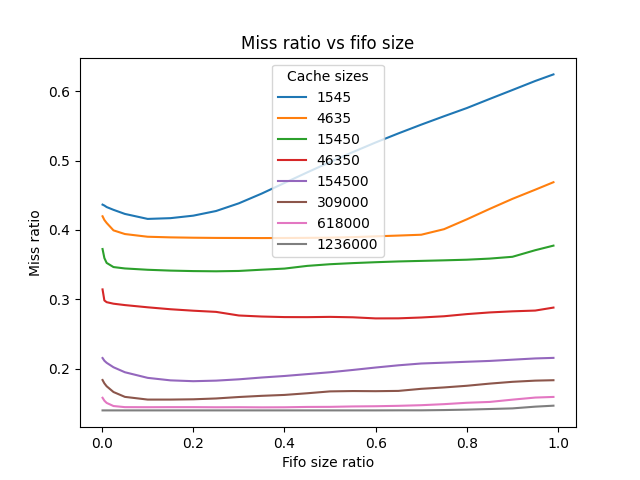 Miss ratio vs fifo size
Cache sizes
1545
4635
15450
46350
154500
309000
618000
1236000
0.6
0.5
0.4
0.3
0.2
Miss ratio
0.0 0.2 0.4 0.6 0.8 1.0
Fifo size ratio